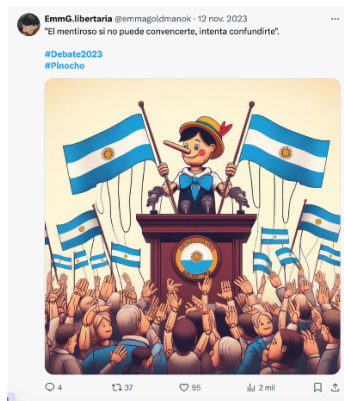 EmmG.libertaria @emmagoldmanok · 12 nov. 2023
"El mentiroso si no puede convencerte, intenta confundirte".
#Debate2023
#Pinocho
4 37 95 2 mil